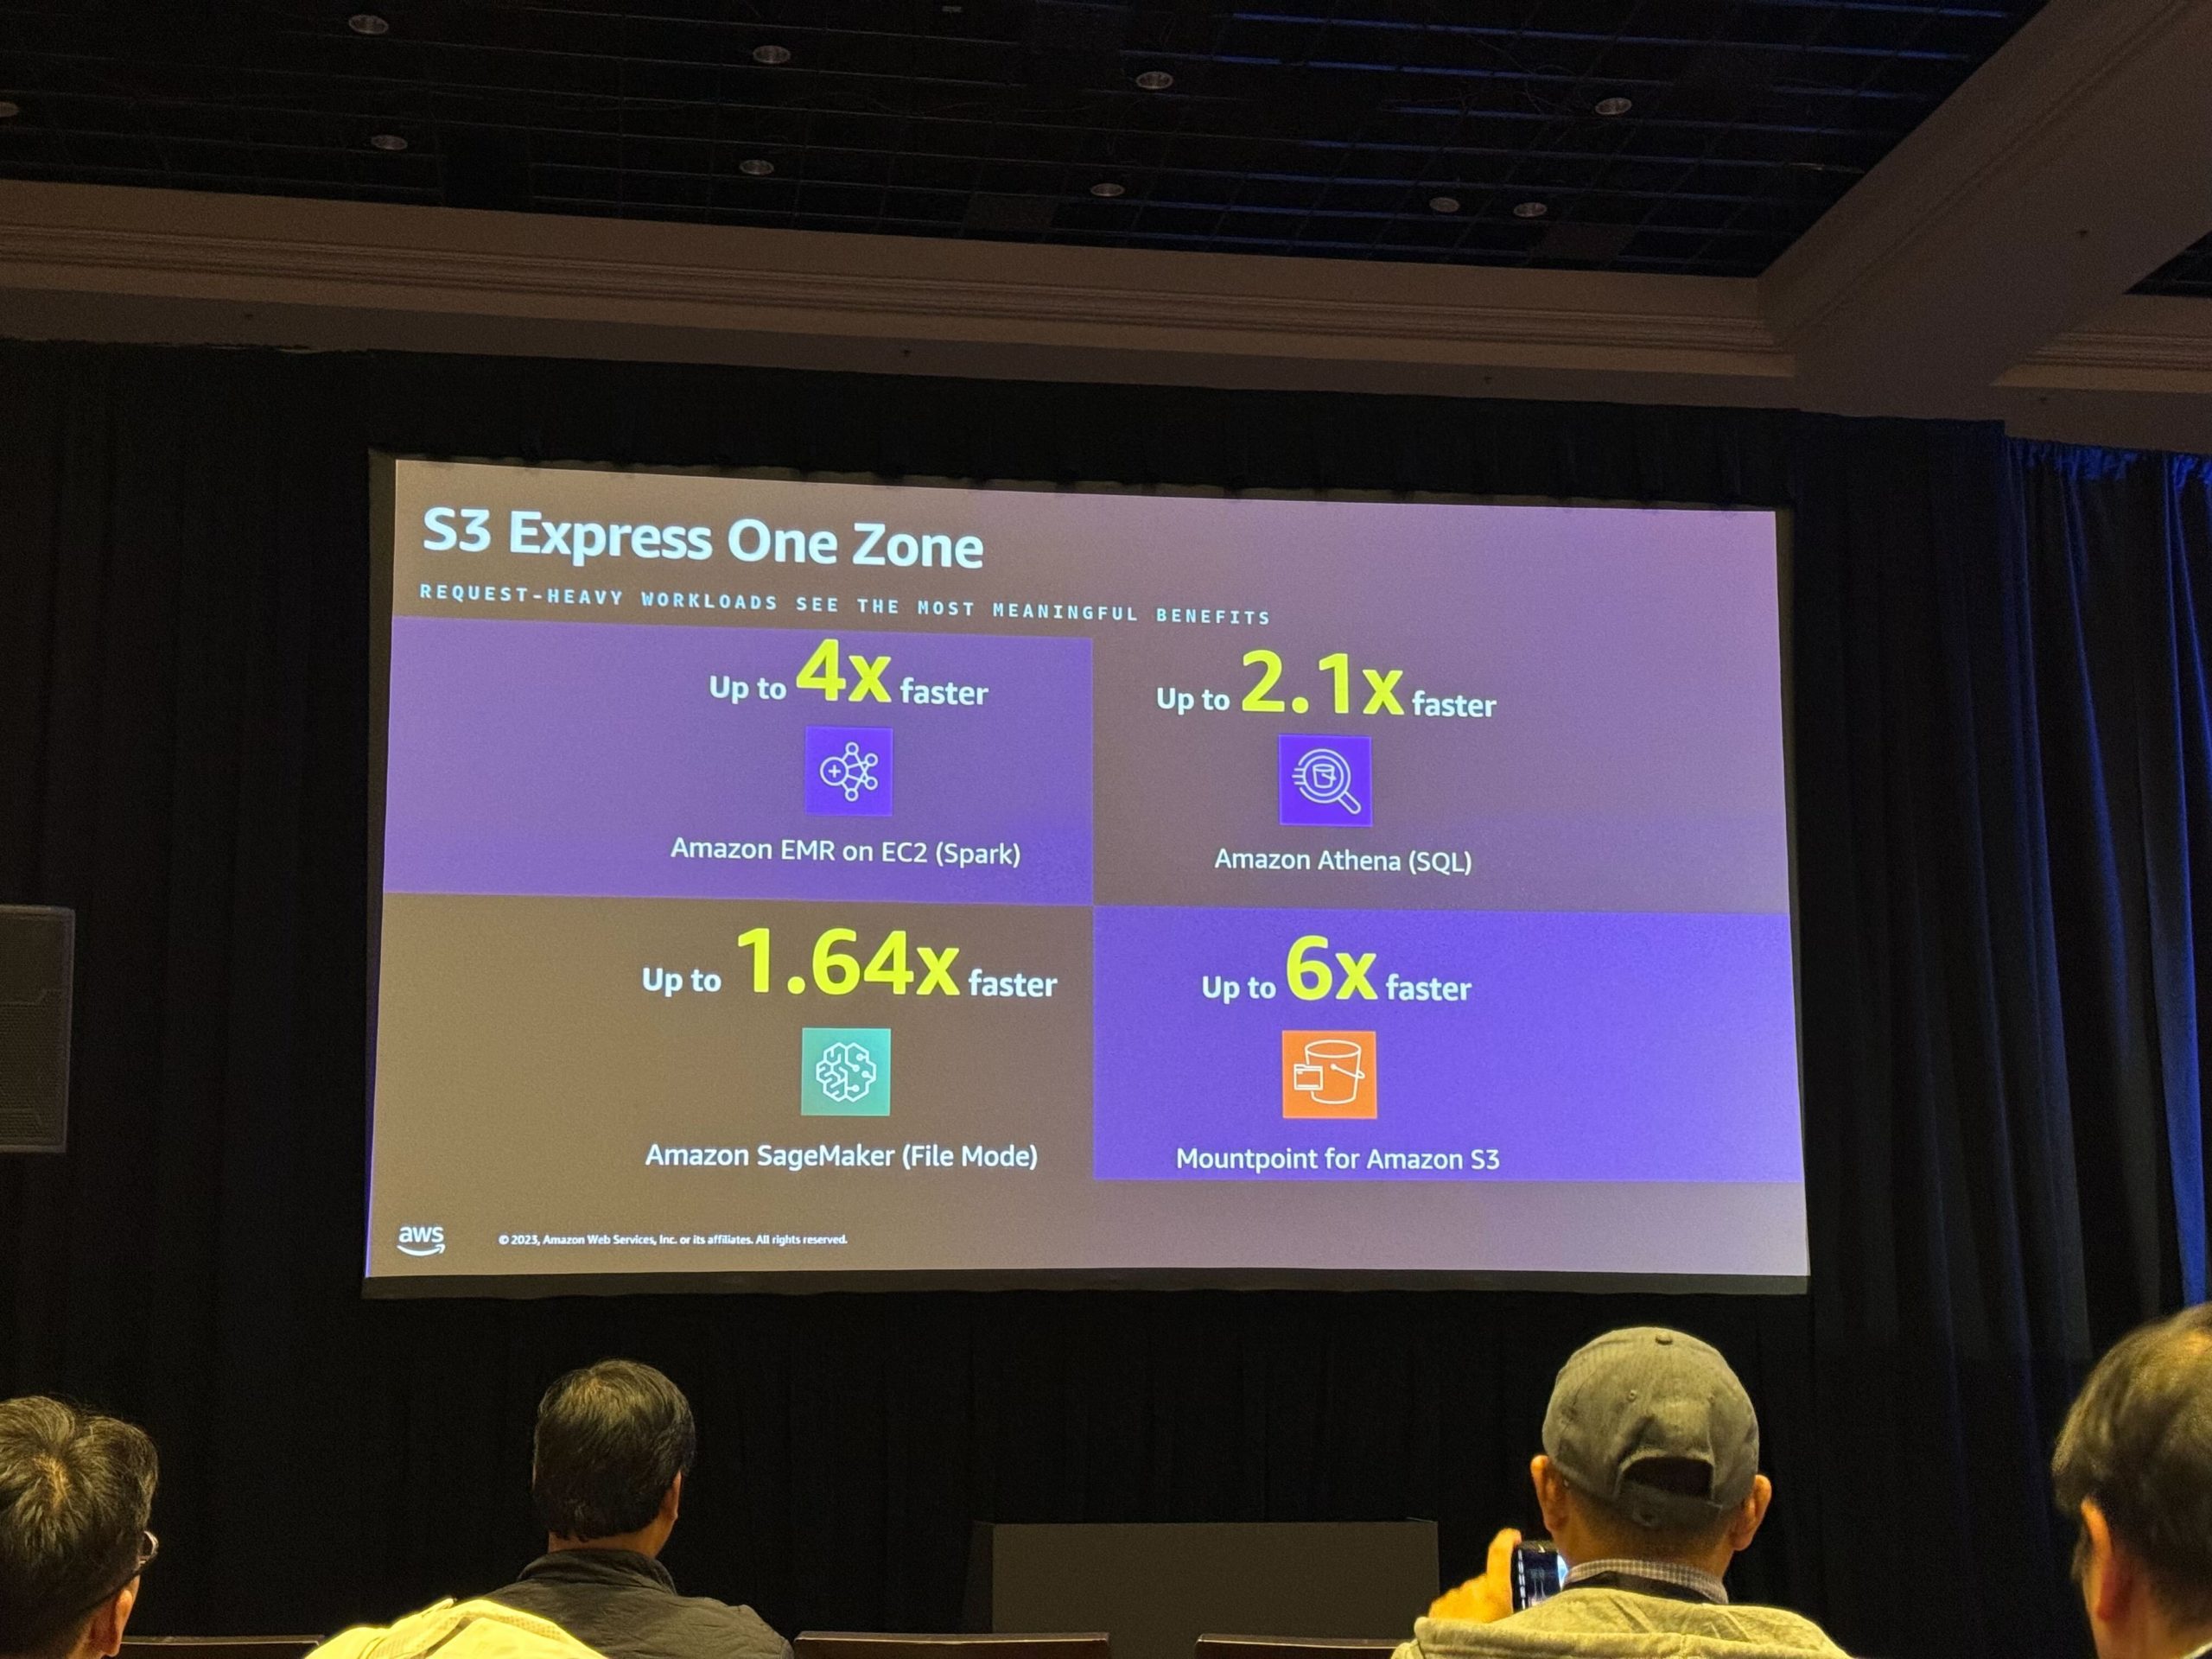 S3 Express One Zone
REQUEST-HEAVY WORKLOADS SEE THE MOST MEANINGFUL BENEFITS
Up to 4x faster
Amazon EMR on EC2 (Spark)
Up to 2.1x faster
Amazon Athena (SQL)
Up to 1.64x faster
Amazon SageMaker (File Mode)
Up to 6x faster
Mountpoint for Amazon S3
aws
© 2023, Amazon Web Services, Inc. or its affiliates. All rights reserved.